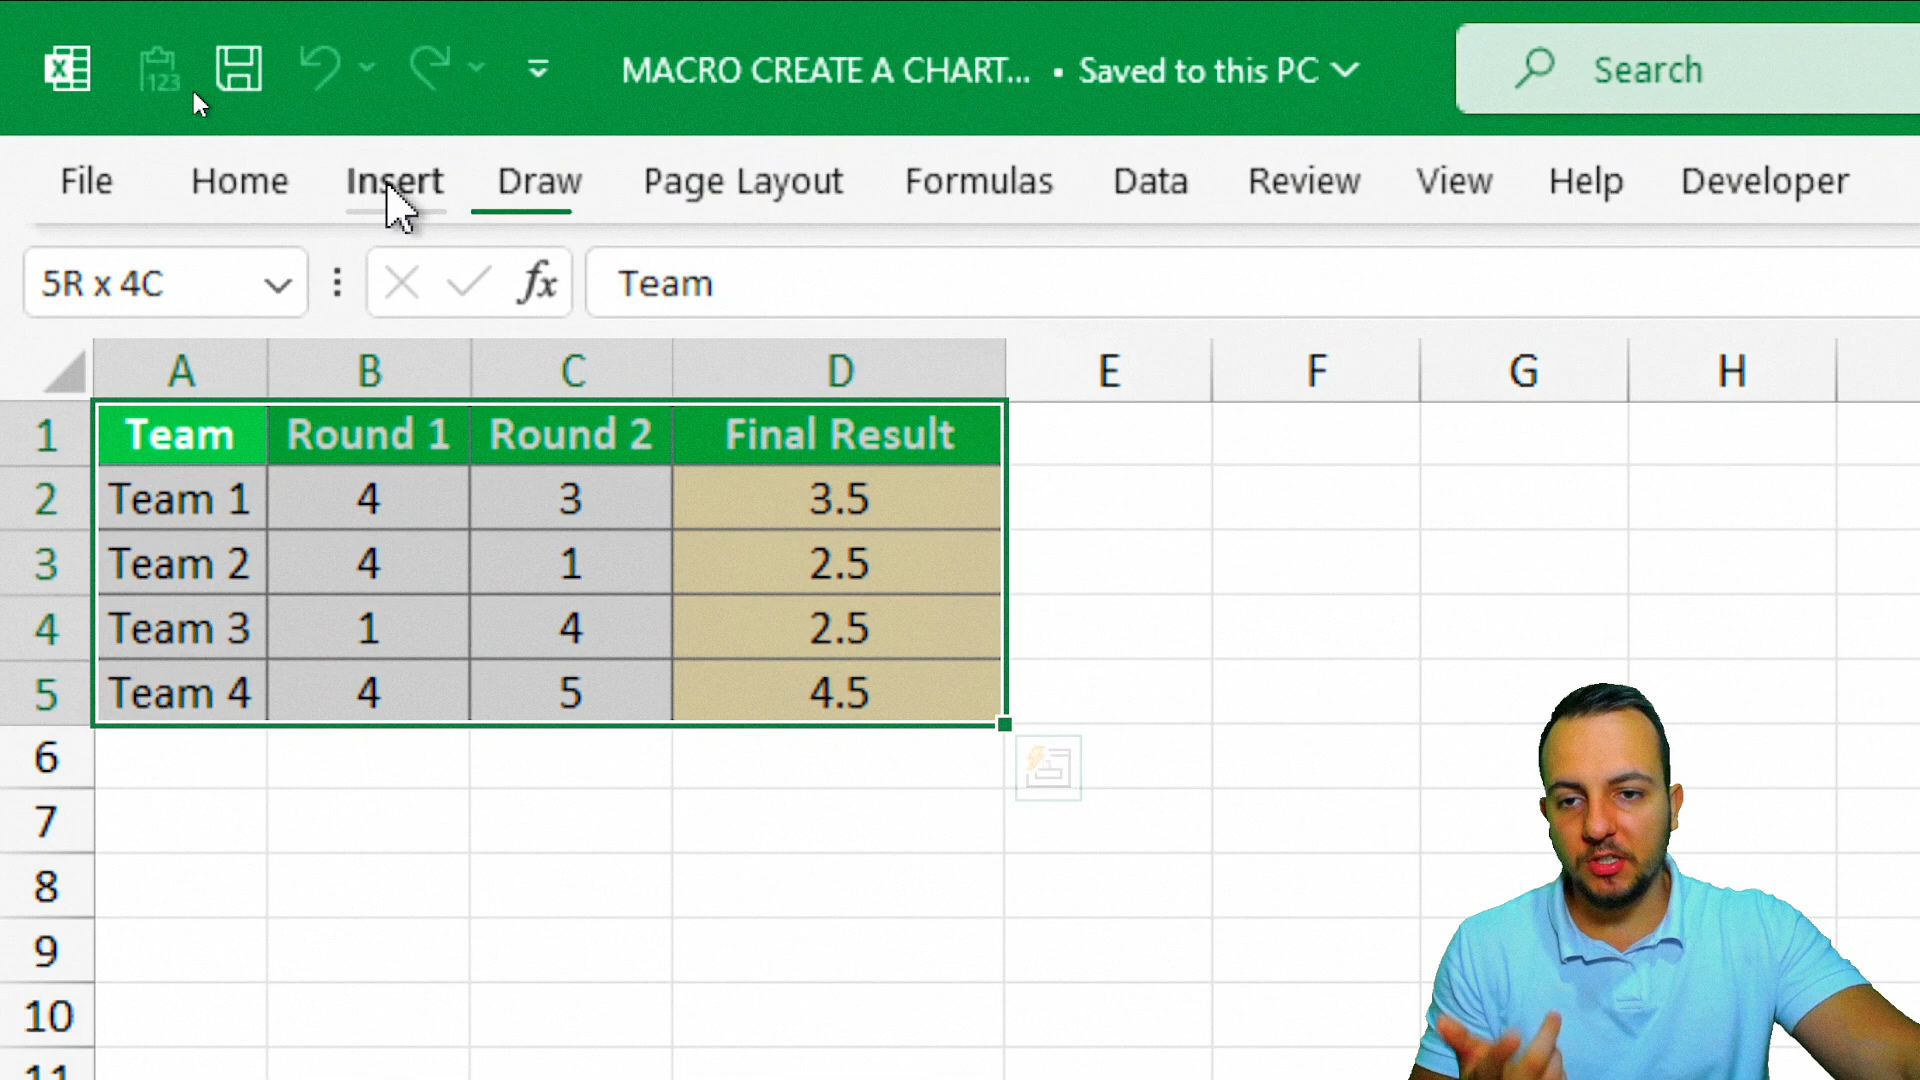 X 123 MACRO CREATE A CHART... • Saved to this PC Search
File Home Insert Draw Page Layout Formulas Data Review View Help Developer
5R x 4C fx Team
A B C D E F G H
1 Team Round 1 Round 2 Final Result
2 Team 1 4 3 3.5
3 Team 2 4 1 2.5
4 Team 3 1 4 2.5
5 Team 4 4 5 4.5
6
7
8
9
10
11